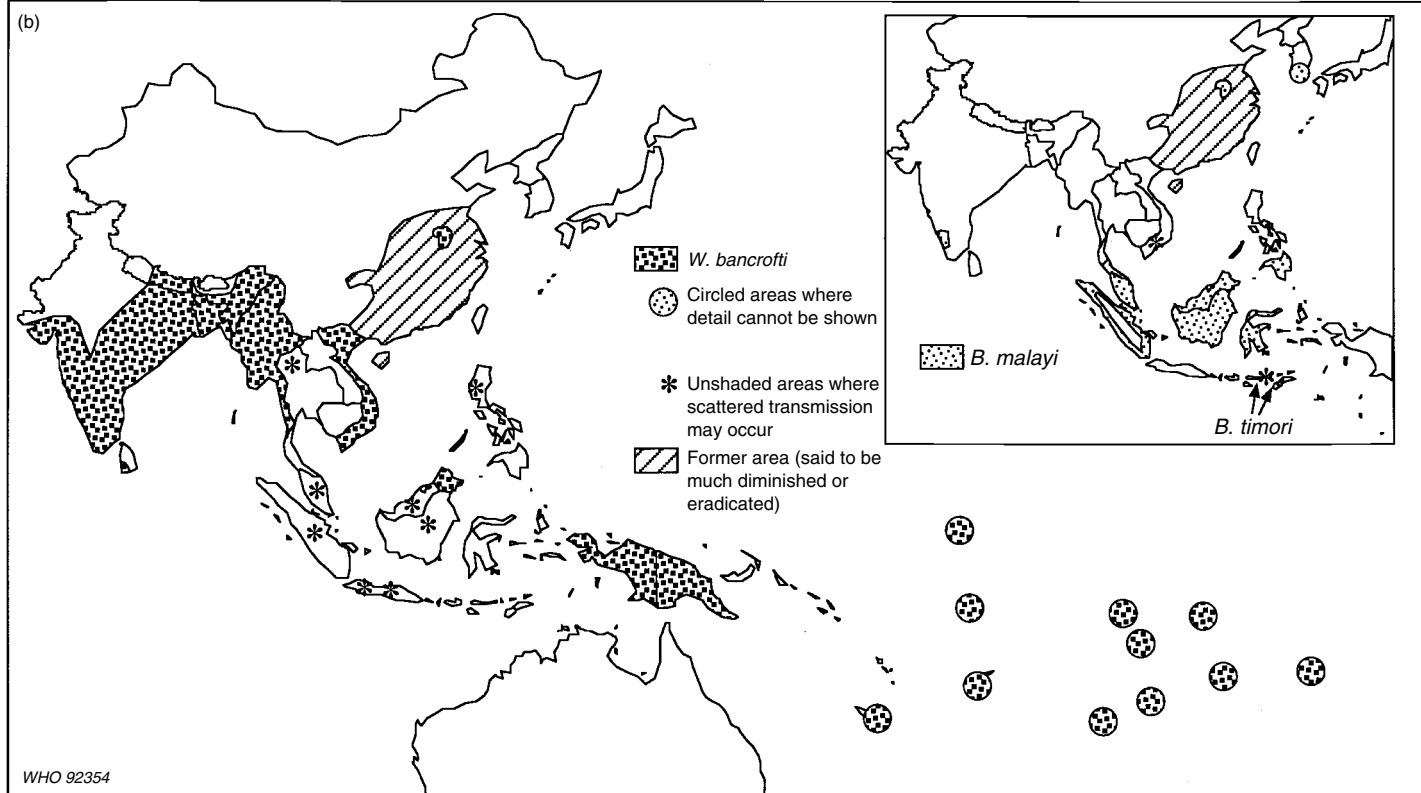 (b)
W. bancrofti
Circled areas where
detail cannot be shown
Unshaded areas where
scattered transmission
may occur
Former area (said to be
much diminished or
eradicated)
B. malayi
B. timori
WHO 92354